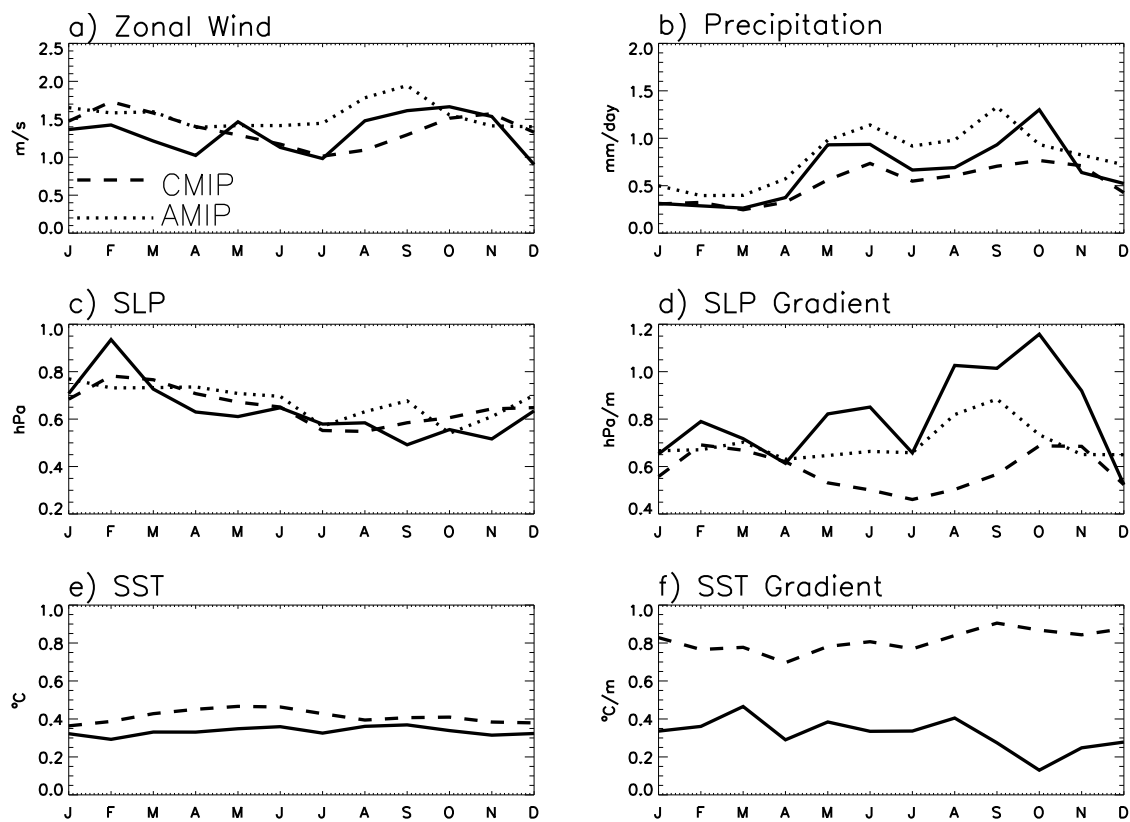 a) Zonal Wind
2.5
2.0
1.5
1.0
0.5
0.0
m/s
CMIP
AMIP
J F M A M J J A S O N D
b) Precipitation
2.0
1.5
1.0
0.5
0.0
mm/day
J F M A M J J A S O N D
c) SLP
1.0
0.8
0.6
0.4
0.2
hPa
J F M A M J J A S O N D
d) SLP Gradient
1.2
1.0
0.8
0.6
0.4
hPa/m
J F M A M J J A S O N D
e) SST
1.0
0.8
0.6
0.4
0.2
0.0
°C
J F M A M J J A S O N D
f) SST Gradient
1.0
0.8
0.6
0.4
0.2
0.0
°C/m
J F M A M J J A S O N D